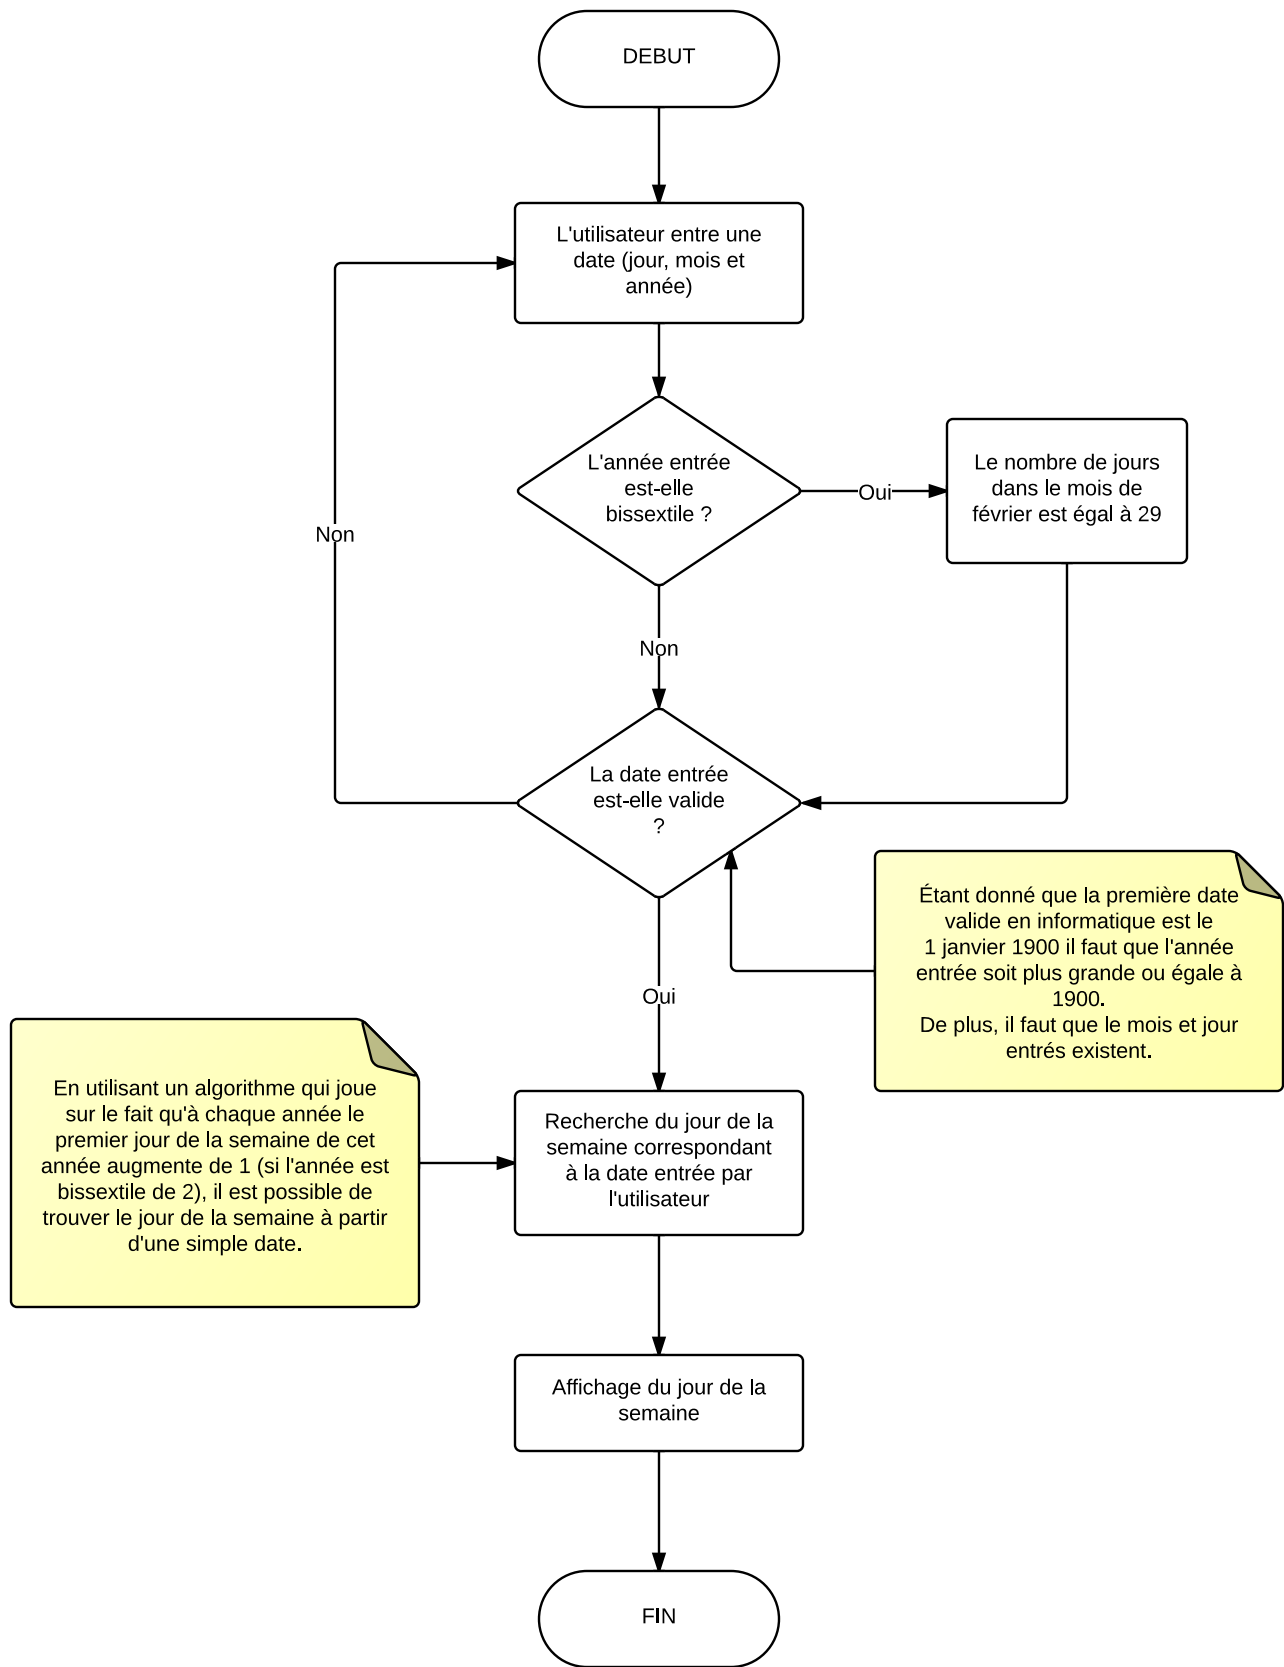 DEBUT
L'utilisateur entre une
date (jour, mois et
année)
L'année entrée
est-elle
bissextile ?
Oui
Le nombre de jours
dans le mois de
février est égal à 29
Non
Non
La date entrée
est-elle valide
?
Étant donné que la première date
valide en informatique est le
1 janvier 1900 il faut que l'année
entrée soit plus grande ou égale à
1900.
De plus, il faut que le mois et jour
entrés existent.
Oui
En utilisant un algorithme qui joue
sur le fait qu'à chaque année le
premier jour de la semaine de cet
année augmente de 1 (si l'année est
bissextile de 2), il est possible de
trouver le jour de la semaine à partir
d'une simple date.
Recherche du jour de la
semaine correspondant
à la date entrée par
l'utilisateur
Affichage du jour de la
semaine
FIN